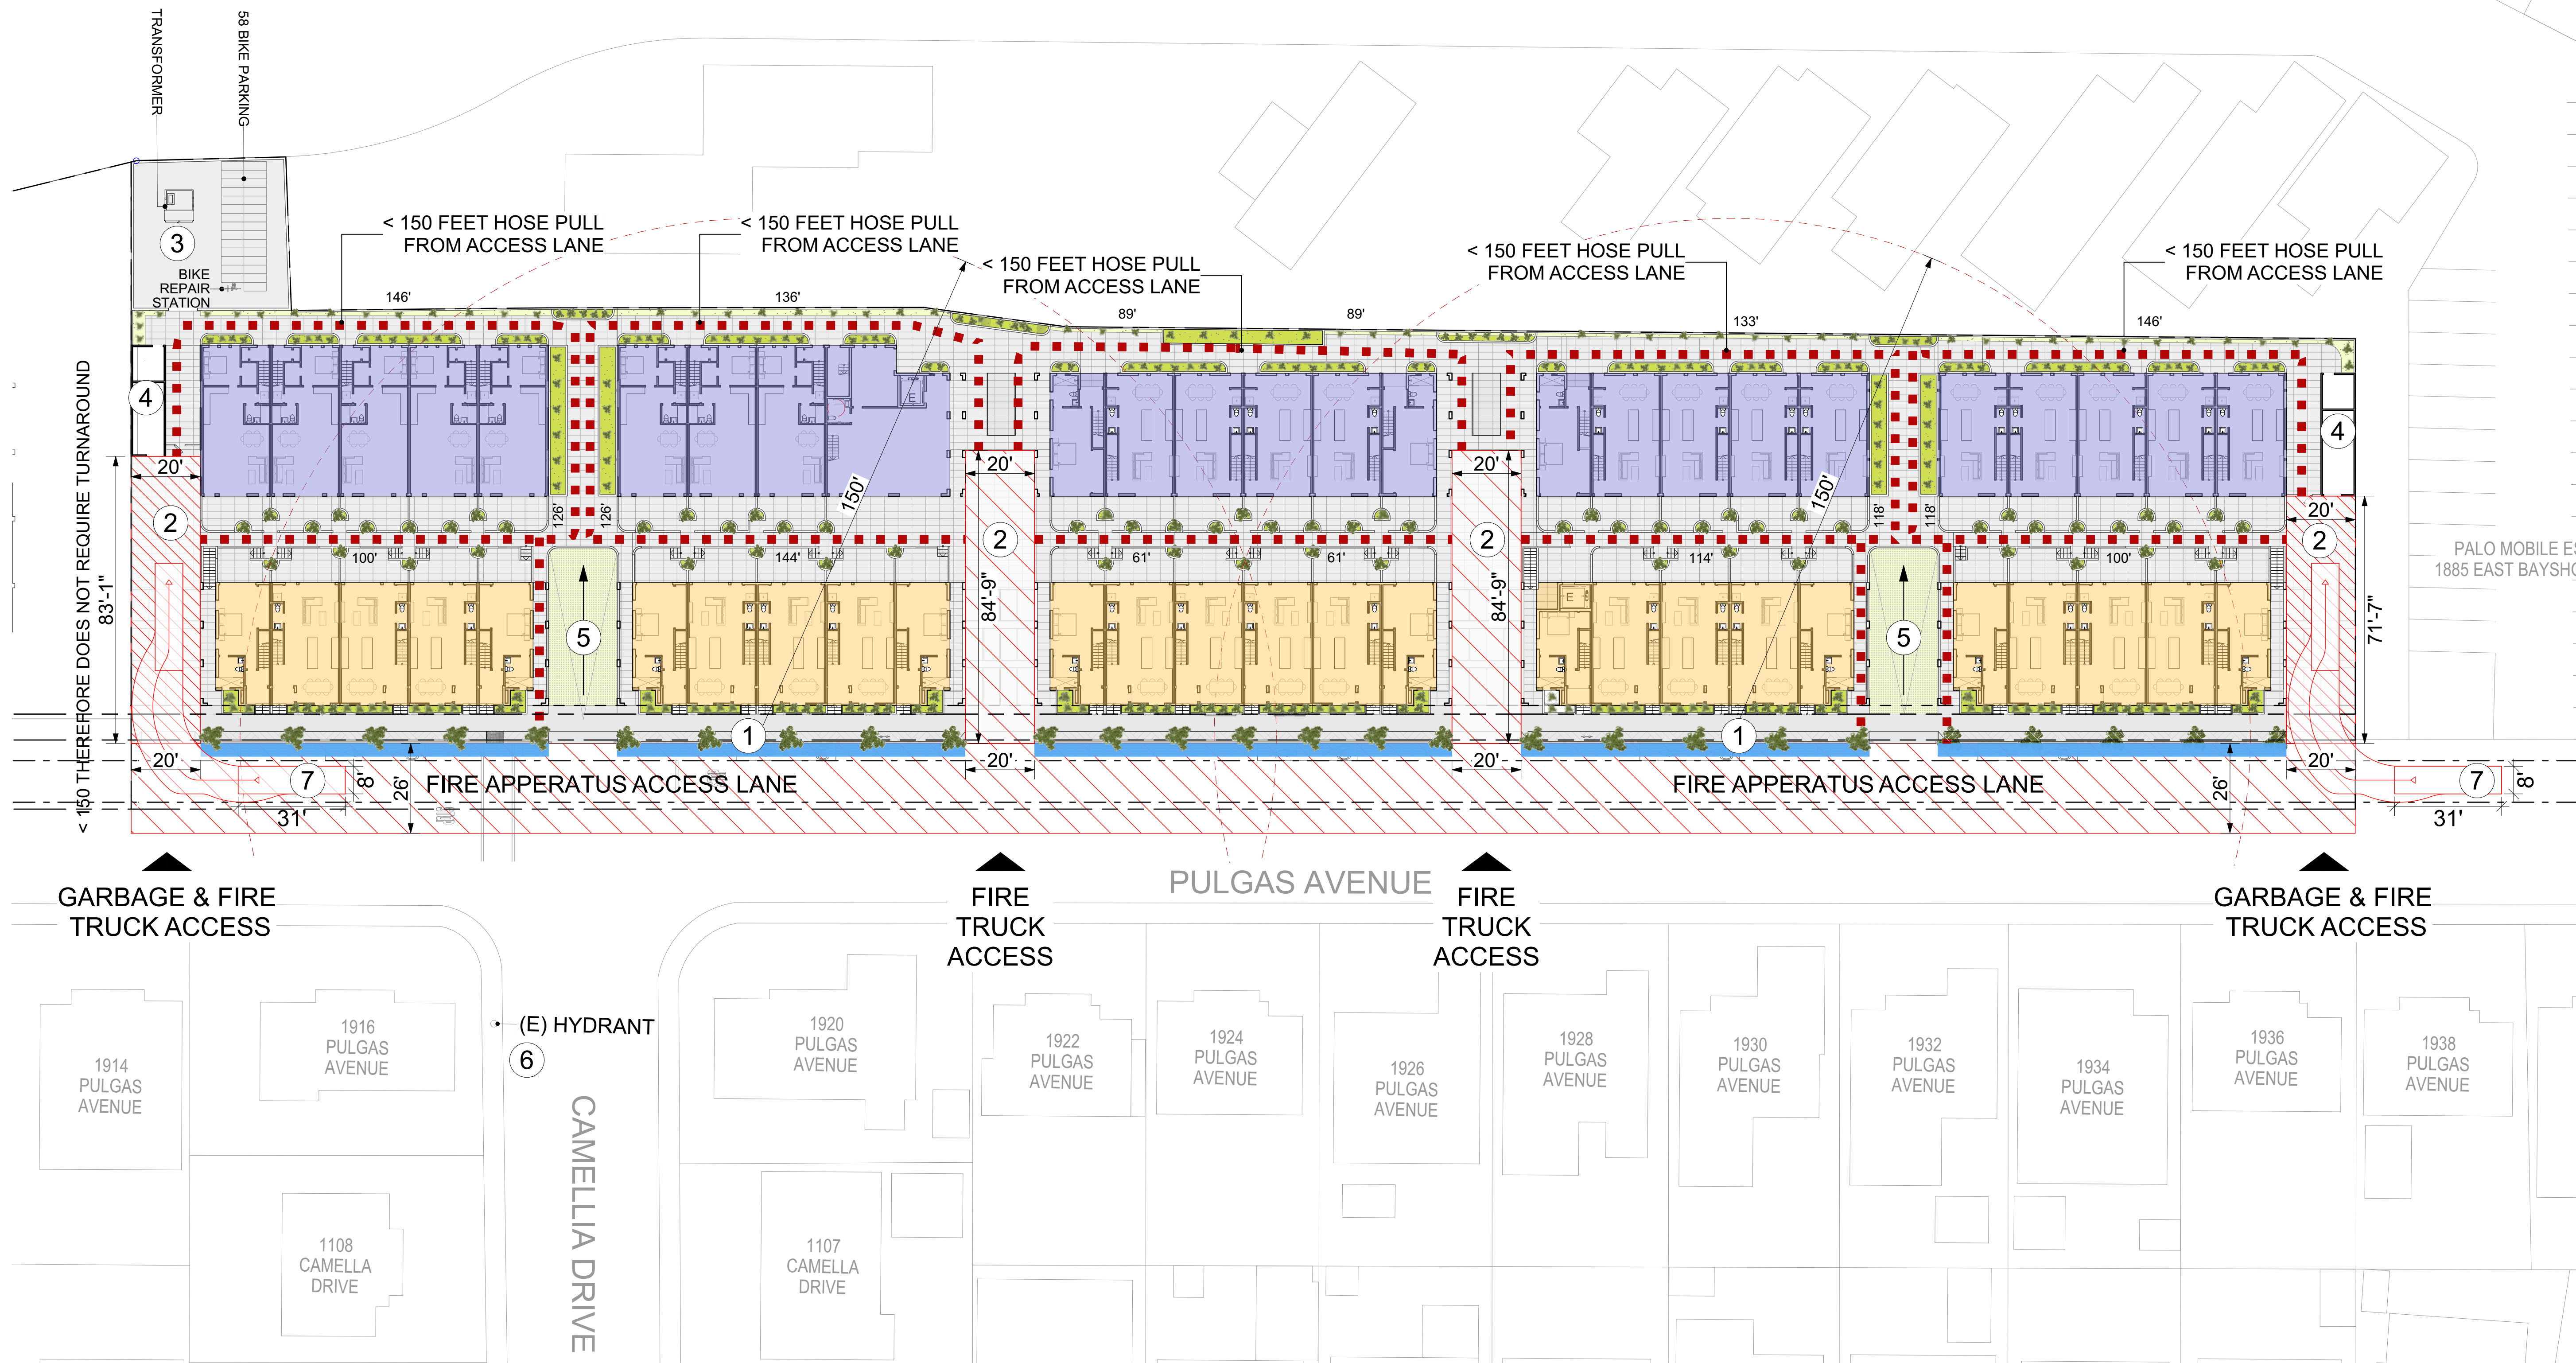 TRANSFORMER
58 BIKE PARKING
3
BIKE
REPAIR
STATION
< 150 FEET HOSE PULL
FROM ACCESS LANE
< 150 FEET HOSE PULL
FROM ACCESS LANE
< 150 FEET HOSE PULL
FROM ACCESS LANE
< 150 FEET HOSE PULL
FROM ACCESS LANE
< 150 FEET HOSE PULL
FROM ACCESS LANE
146'
136'
89'
89'
133'
146'
4
4
E
20'
20'
20'
20'
2
2
2
2
150'
150'
126'
126'
118'
118'
100'
144'
61'
61'
114'
100'
E
< 150 THEREFORE DOES NOT REQUIRE TURNAROUND
83'-1"
84'-9"
84'-9"
71'-7"
5
5
PALO MOBILE ES
1885 EAST BAYSHO
1
1
20'
20'
20'
20'
7
8'
31'
26'
FIRE APPERATUS ACCESS LANE
FIRE APPERATUS ACCESS LANE
26'
7
8'
31'
PULGAS AVENUE
GARBAGE & FIRE
TRUCK ACCESS
FIRE
TRUCK
ACCESS
FIRE
TRUCK
ACCESS
GARBAGE & FIRE
TRUCK ACCESS
(E) HYDRANT
6
CAMELLIA DRIVE
1914
PULGAS
AVENUE
1916
PULGAS
AVENUE
1920
PULGAS
AVENUE
1922
PULGAS
AVENUE
1924
PULGAS
AVENUE
1926
PULGAS
AVENUE
1928
PULGAS
AVENUE
1930
PULGAS
AVENUE
1932
PULGAS
AVENUE
1934
PULGAS
AVENUE
1936
PULGAS
AVENUE
1938
PULGAS
AVENUE
1108
CAMELLA
DRIVE
1107
CAMELLA
DRIVE